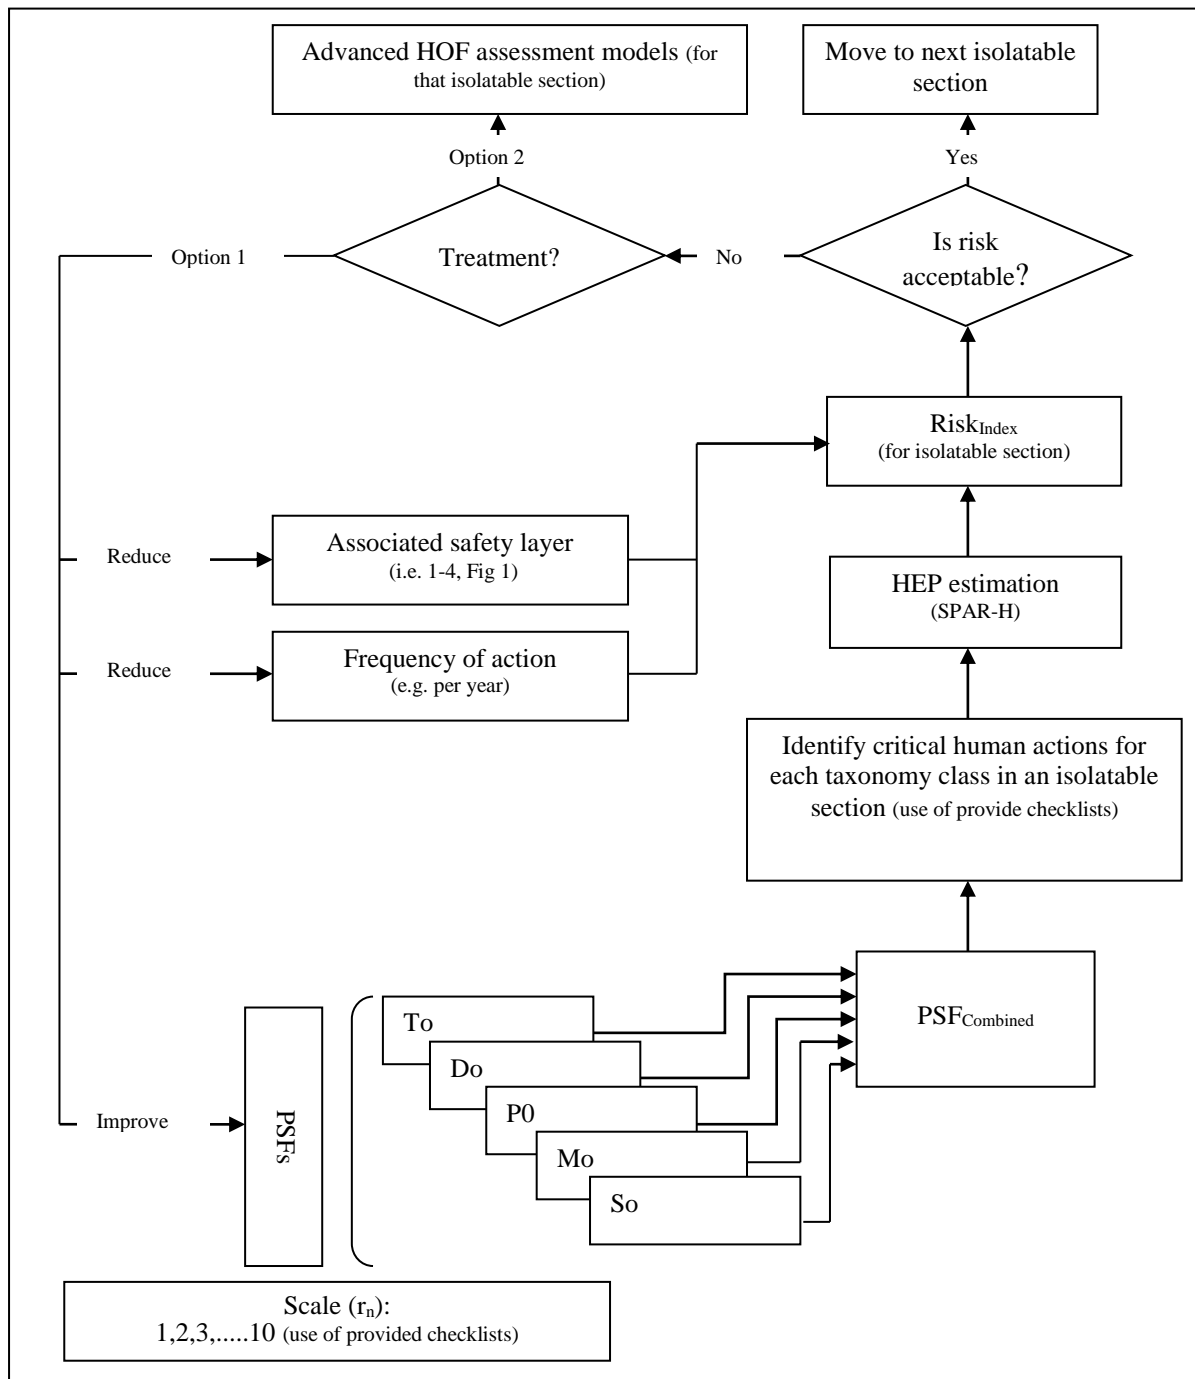 Advanced HOF assessment models (for
that isolatable section)
Move to next isolatable
section
Option 2
Yes
Option 1
Treatment?
No
Is risk
acceptable?
RiskIndex
(for isolatable section)
Reduce
Associated safety layer
(i.e. 1-4, Fig 1)
HEP estimation
(SPAR-H)
Reduce
Frequency of action
(e.g. per year)
Identify critical human actions for
each taxonomy class in an isolatable
section (use of provide checklists)
PSFCombined
To
Do
P0
Mo
So
Improve
PSFs
Scale (rn):
1,2,3,.....10 (use of provided checklists)